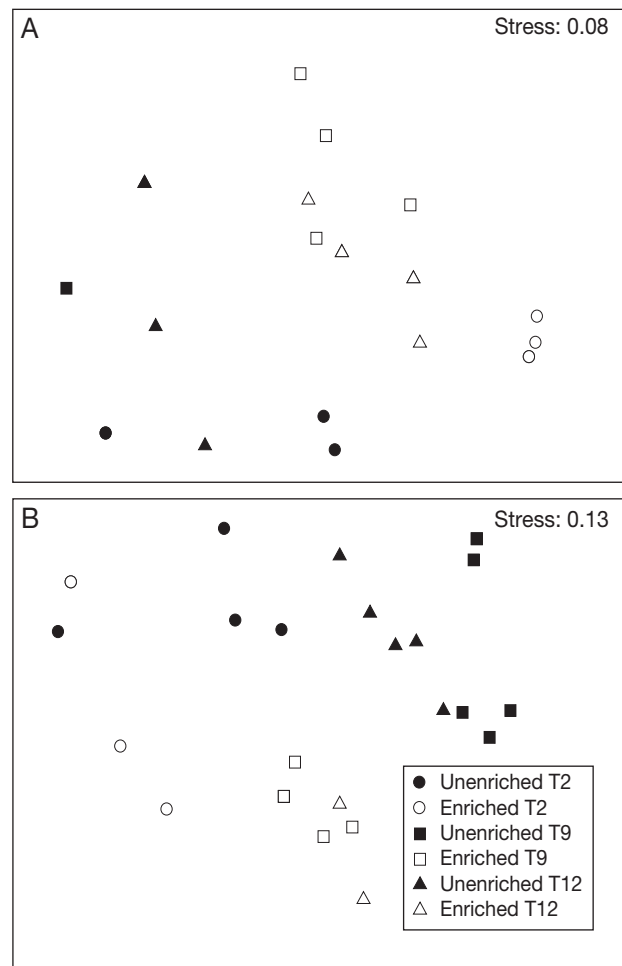 A
Stress: 0.08
B
Stress: 0.13
Unenriched T2
Enriched T2
Unenriched T9
Enriched T9
Unenriched T12
Enriched T12